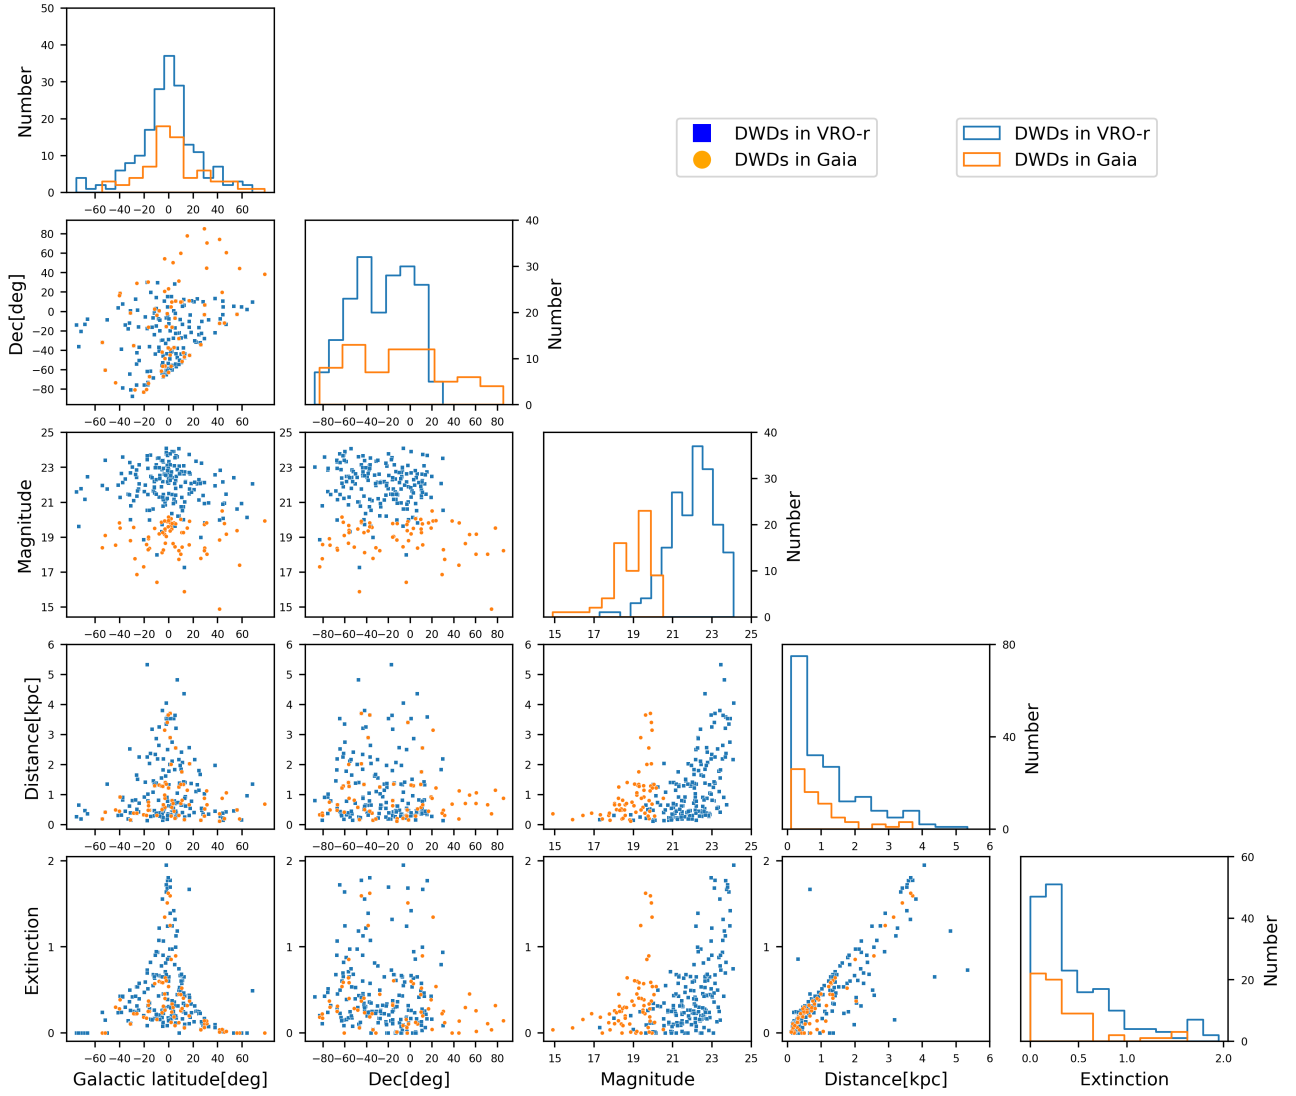 50
40
30
20
10
0
Number
−60 −40 −20 0 20 40 60
DWDs in VRO-r
DWDs in Gaia
DWDs in VRO-r
DWDs in Gaia
80
60
40
20
0
−20
−40
−60
−80
Dec[deg]
−60 −40 −20 0 20 40 60
40
30
20
10
0
Number
−80 −60 −40 −20 0 20 40 60 80
25
23
21
19
17
15
Magnitude
−60 −40 −20 0 20 40 60
25
23
21
19
17
15
−80 −60 −40 −20 0 20 40 60 80
40
30
20
10
0
Number
15 17 19 21 23 25
6
5
4
3
2
1
0
Distance[kpc]
−60 −40 −20 0 20 40 60
6
5
4
3
2
1
0
−80 −60 −40 −20 0 20 40 60 80
6
5
4
3
2
1
0
15 17 19 21 23 25
80
40
0
Number
0 1 2 3 4 5 6
2
1
0
Extinction
−60 −40 −20 0 20 40 60
Galactic latitude[deg]
2
1
0
−80 −60 −40 −20 0 20 40 60 80
Dec[deg]
2
1
0
15 17 19 21 23 25
Magnitude
2
1
0
0 1 2 3 4 5 6
Distance[kpc]
60
40
20
0
Number
0.0 0.5 1.0 2.0
Extinction